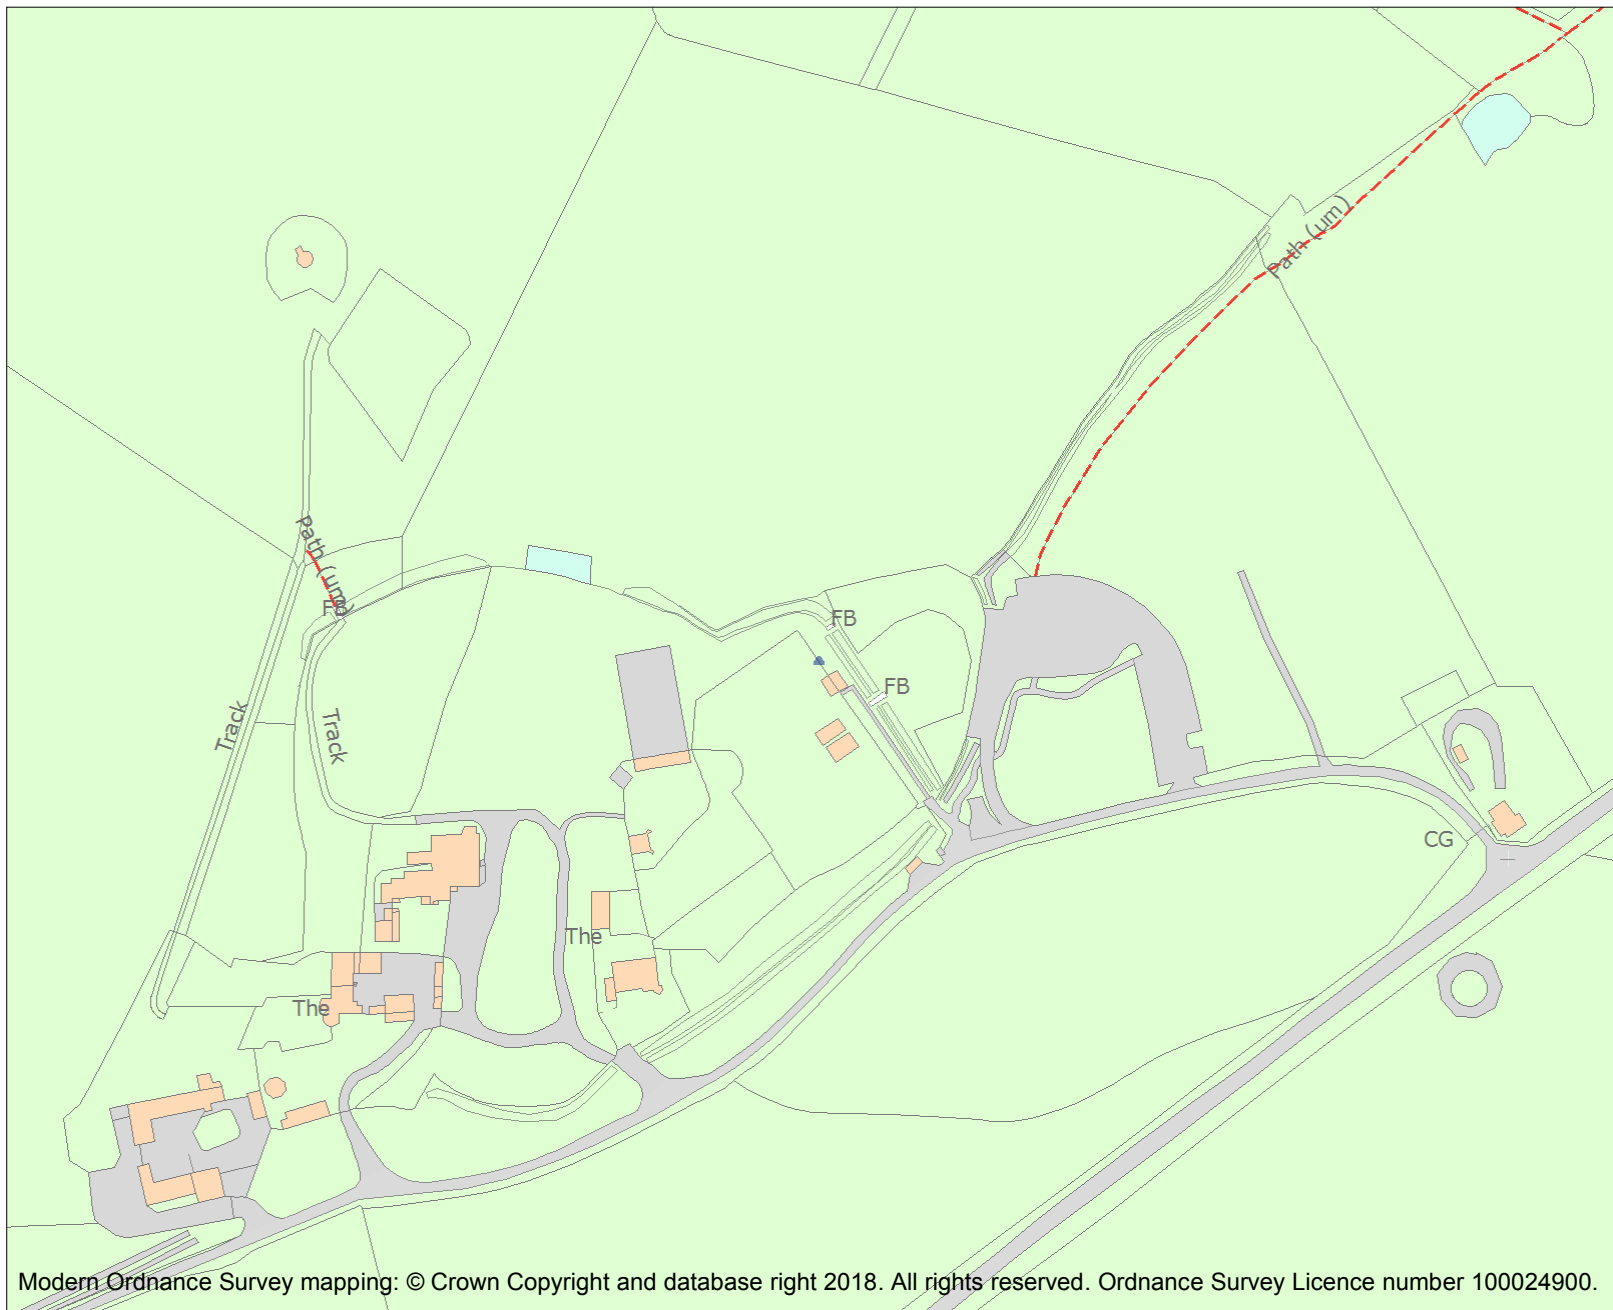 Path (um)
Path (um)
FB
FB
FB
Track
Track
CG
The
The
Modern Ordnance Survey mapping: © Crown Copyright and database right 2018. All rights reserved. Ordnance Survey Licence number 100024900.